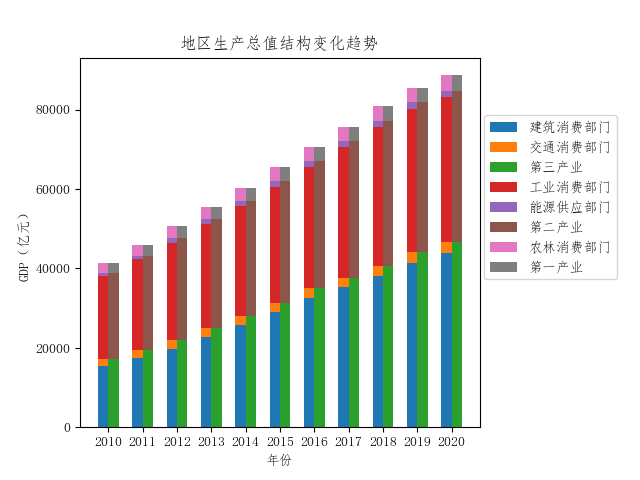 地区生产总值结构变化趋势
GDP（亿元）
80000
60000
40000
20000
0
2010 2011 2012 2013 2014 2015 2016 2017 2018 2019 2020
年份
建筑消费部门
交通消费部门
第三产业
工业消费部门
能源供应部门
第二产业
农林消费部门
第一产业